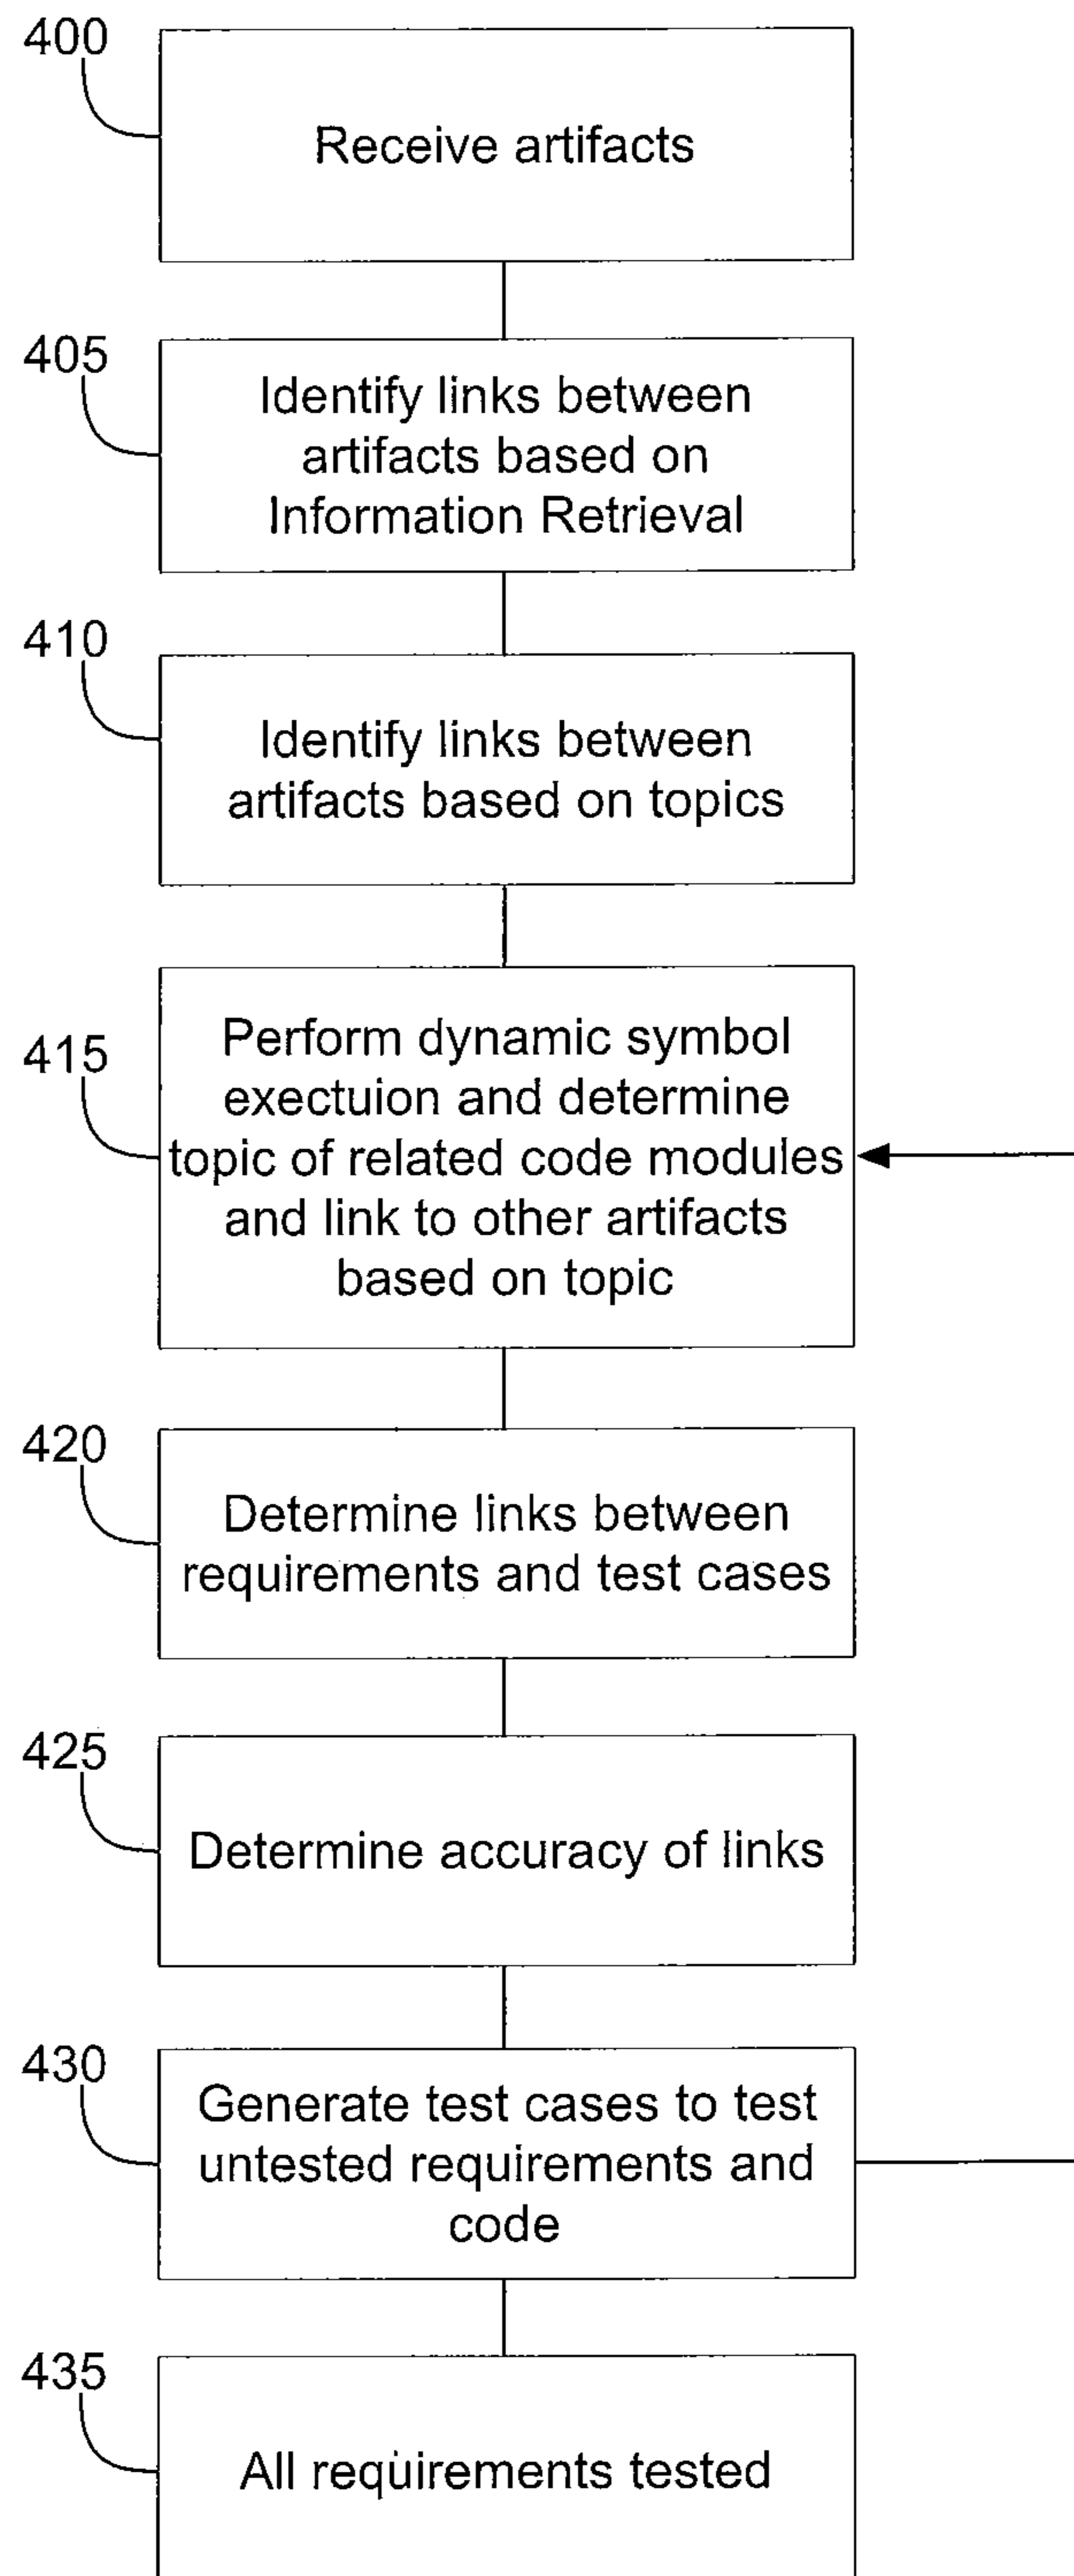 400
Receive artifacts
405
Identify links between
artifacts based on
Information Retrieval
410
Identify links between
artifacts based on topics
415
Perform dynamic symbol
exectuion and determine
topic of related code modules
and link to other artifacts
based on topic
420
Determine links between
requirements and test cases
425
Determine accuracy of links
430
Generate test cases to test
untested requirements and
code
435
All requirements tested